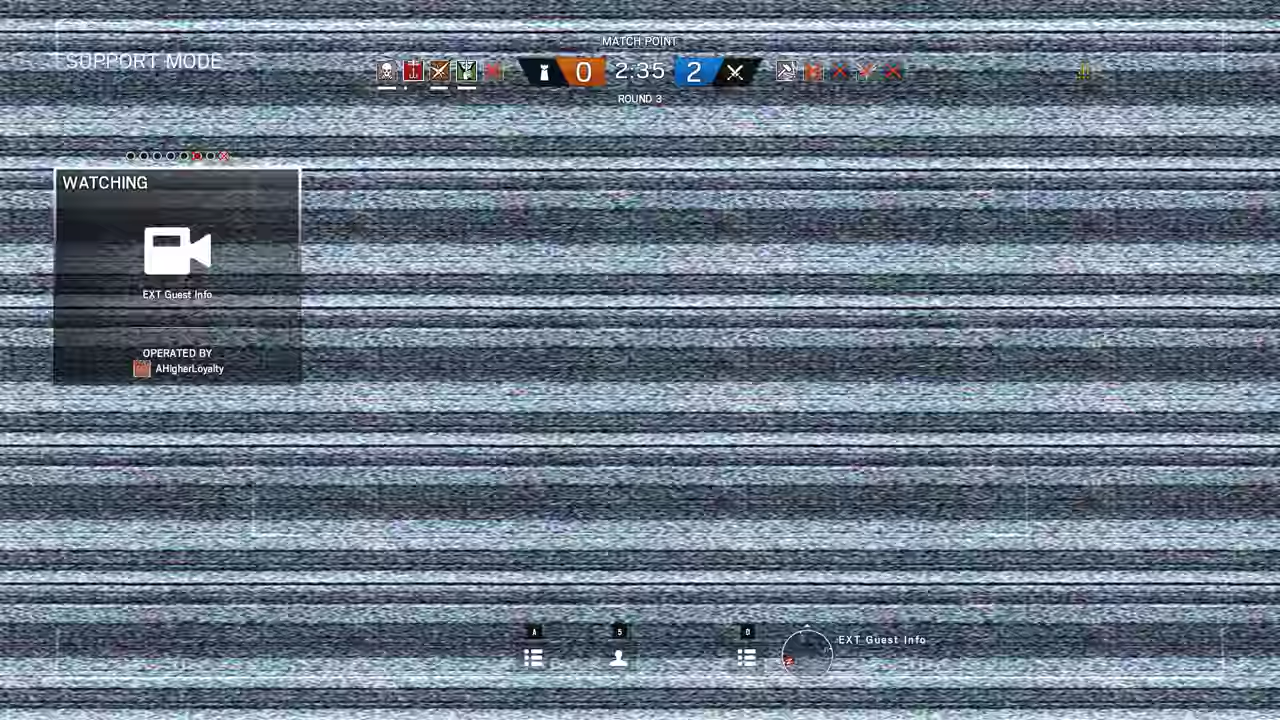 MATCH POINT
SUPPORT MODE
0 2:35 2
ROUND 3
WATCHING
EXT Guest Info
OPERATED BY
AHigherLoyalty
A 5 D
EXT Guest Info